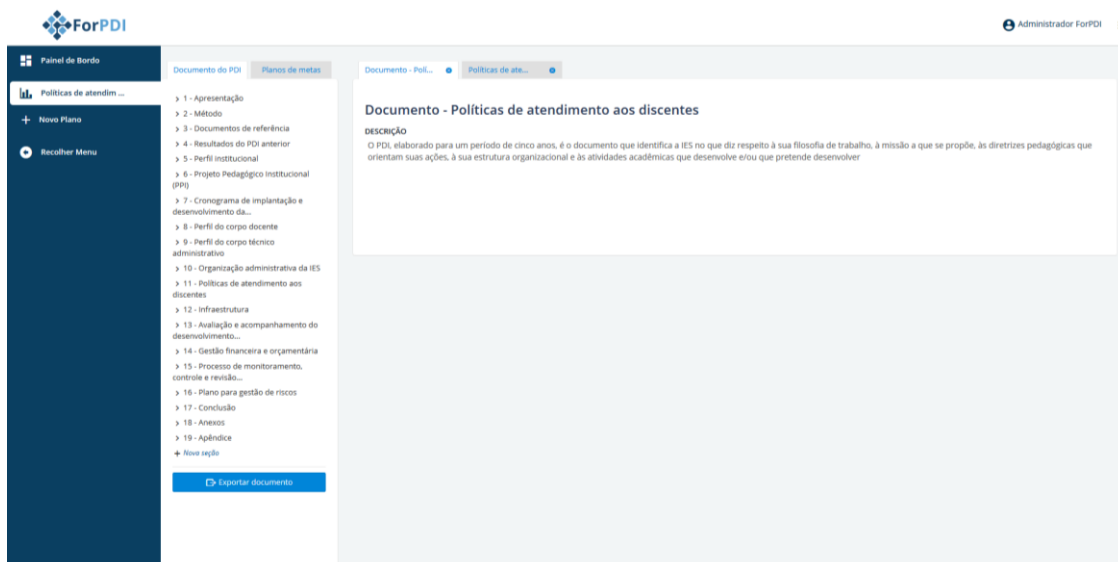 ForPDI
Administrador ForPDI
Painel de Bordo
Políticas de atendim ...
Novo Plano
Recolher Menu
Documento do PDI
Planos de metas
1 - Apresentação
2 - Método
3 - Documentos de referência
4 - Resultados do PDI anterior
5 - Perfil institucional
6 - Projeto Pedagógico Institucional
(PPI)
7 - Cronograma de implantação e
desenvolvimento da...
8 - Perfil do corpo docente
9 - Perfil do corpo técnico
administrativo
10 - Organização administrativa da IES
11 - Políticas de atendimento aos
discentes
12 - Infraestrutura
13 - Avaliação e acompanhamento do
desenvolvimento...
14 - Gestão financeira e orçamentária
15 - Processo de monitoramento,
controle e revisão...
16 - Plano para gestão de riscos
17 - Conclusão
18 - Anexos
19 - Apêndice
+ Nova seção
Exportar documento
Documento - Polí...
Políticas de ate...
Documento - Políticas de atendimento aos discentes
DESCRIÇÃO
O PDI, elaborado para um período de cinco anos, é o documento que identifica a IES no que diz respeito à sua filosofia de trabalho, à missão a que se propõe, às diretrizes pedagógicas que
orientam suas ações, à sua estrutura organizacional e às atividades acadêmicas que desenvolve e/ou que pretende desenvolver